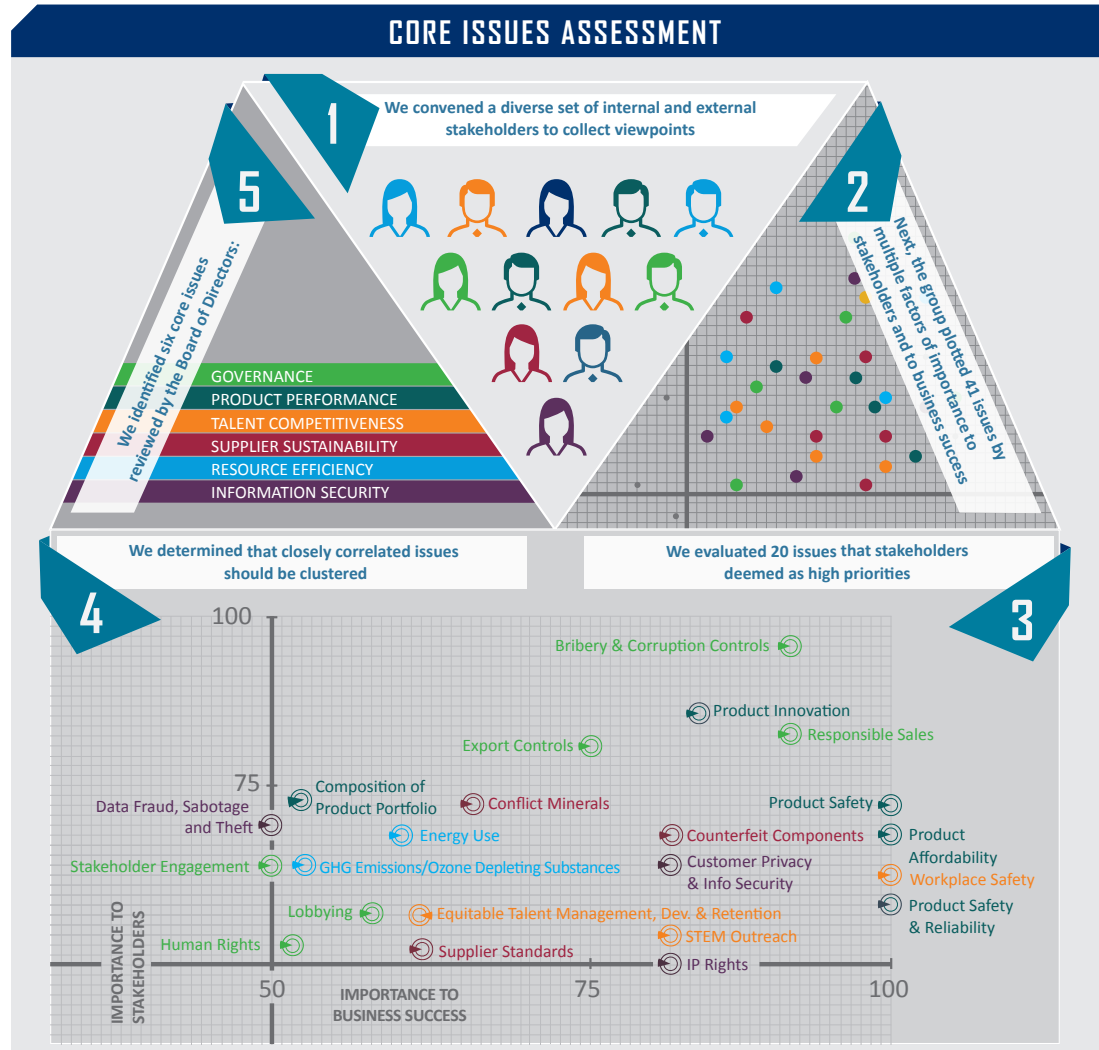 CORE ISSUES ASSESSMENT
1
We convened a diverse set of internal and external
stakeholders to collect viewpoints
2
Next, the group plotted 41 issues by
multiple factors of importance to
stakeholders and to business success
5
We identified six core issues
reviewed by the Board of Directors:
GOVERNANCE
PRODUCT PERFORMANCE
TALENT COMPETITIVENESS
SUPPLIER SUSTAINABILITY
RESOURCE EFFICIENCY
INFORMATION SECURITY
4
We determined that closely correlated issues
should be clustered
We evaluated 20 issues that stakeholders
deemed as high priorities
3
100
Bribery & Corruption Controls
Product Innovation
Responsible Sales
Export Controls
75
Composition of
Product Portfolio
Data Fraud, Sabotage
and Theft
Conflict Minerals
Product Safety
Energy Use
Counterfeit Components
Product
Affordability
Stakeholder Engagement
GHG Emissions/Ozone Depleting Substances
Customer Privacy
& Info Security
Workplace Safety
Lobbying
Equitable Talent Management, Dev. & Retention
Product Safety
& Reliability
Human Rights
Supplier Standards
STEM Outreach
IP Rights
IMPORTANCE TO
STAKEHOLDERS
50
IMPORTANCE TO
BUSINESS SUCCESS
75
100